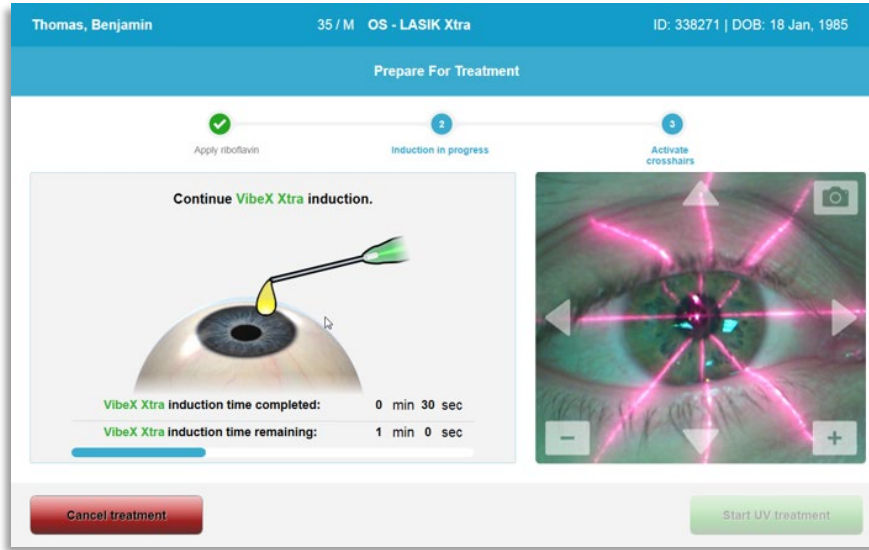 Thomas, Benjamin 35 / M OS - LASIK Xtra ID: 338271 | DOB: 18 Jan, 1985
Prepare For Treatment
2 3
Apply riboflavin Induction in progress Activate
crosshairs
Continue VibeX Xtra induction.
VibeX Xtra induction time completed: 0 min 30 sec
VibeX Xtra induction time remaining: 1 min 0 sec
Cancel treatment Start UV treatment